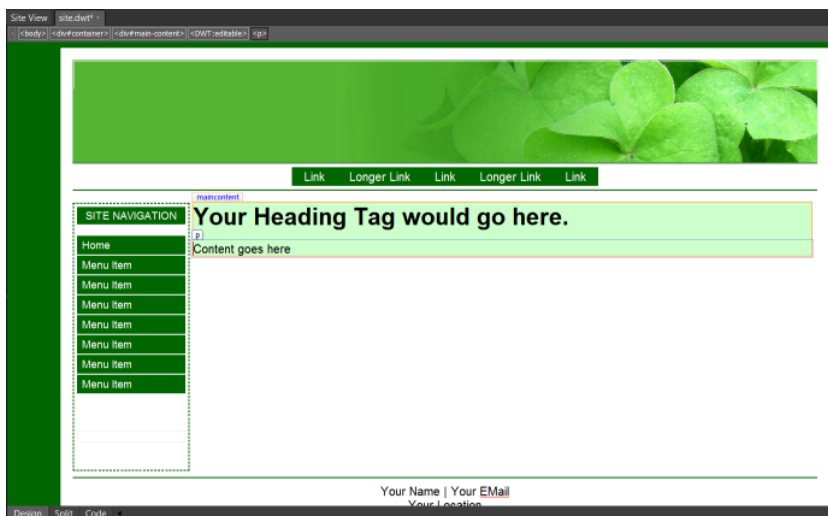 Site View site.dwt* ×
<body> <div#container> <div#main-content> <DWT:editable> <p>
Link Longer Link Link Longer Link Link
maincontent
SITE NAVIGATION
Your Heading Tag would go here.
p
Home
Content goes here
Menu Item
Menu Item
Menu Item
Menu Item
Menu Item
Menu Item
Menu Item
Your Name | Your EMail
Your Location
Design Split Code